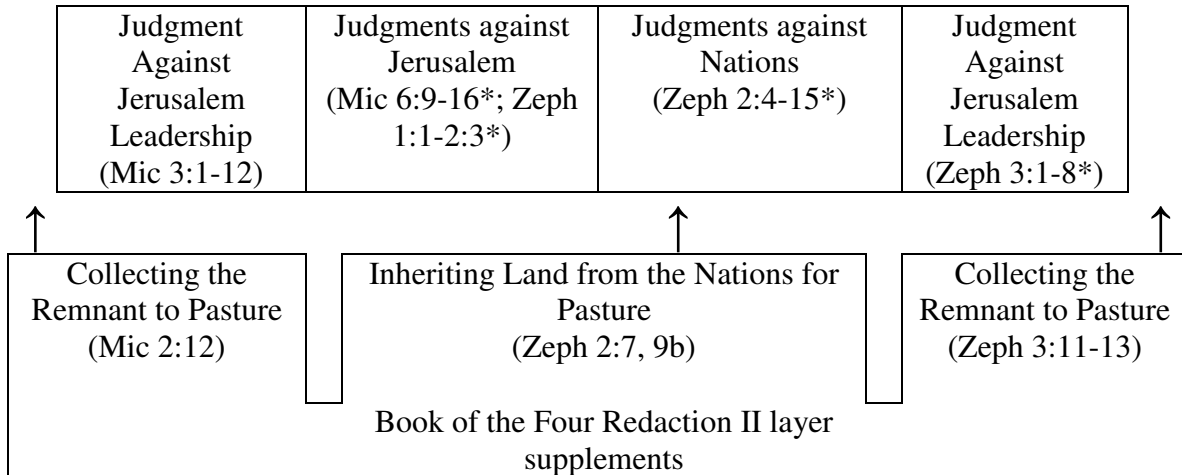 Judgment
Against
Jerusalem
Leadership
(Mic 3:1-12)
Judgments against
Jerusalem
(Mic 6:9-16*; Zeph
1:1-2:3*)
Judgments against
Nations
(Zeph 2:4-15*)
Judgment
Against
Jerusalem
Leadership
(Zeph 3:1-8*)
Collecting the
Remnant to Pasture
(Mic 2:12)
Inheriting Land from the Nations for
Pasture
(Zeph 2:7, 9b)
Collecting the
Remnant to Pasture
(Zeph 3:11-13)
Book of the Four Redaction II layer
supplements